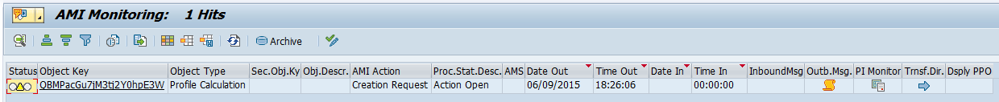 AMI Monitoring: 1 Hits
Archive
Status Object Key Object Type Sec.Obj.Ky Obj.Descr. AMI Action Proc.Stat.Desc. AMS Date Out Time Out Date In Time In InboundMsg Outb.Msg. PI Monitor Trnsf.Dir. Dsply PPO
QBMPacGu7jM3tj2Y0hpE3W Profile Calculation Creation Request Action Open 06/09/2015 18:26:06 00:00:00